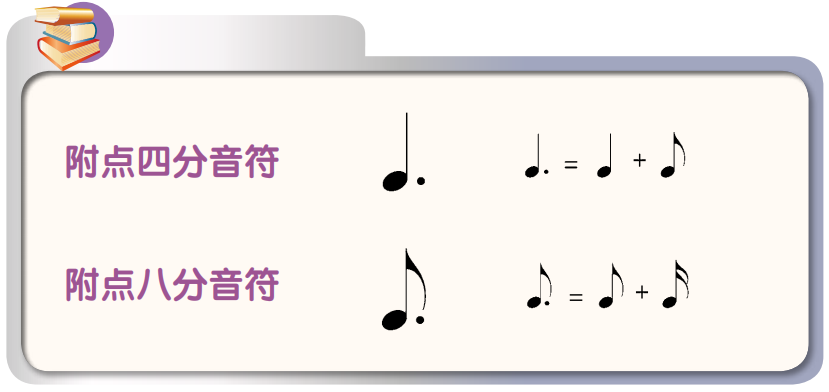 附点四分音符 = +
附点八分音符 = +